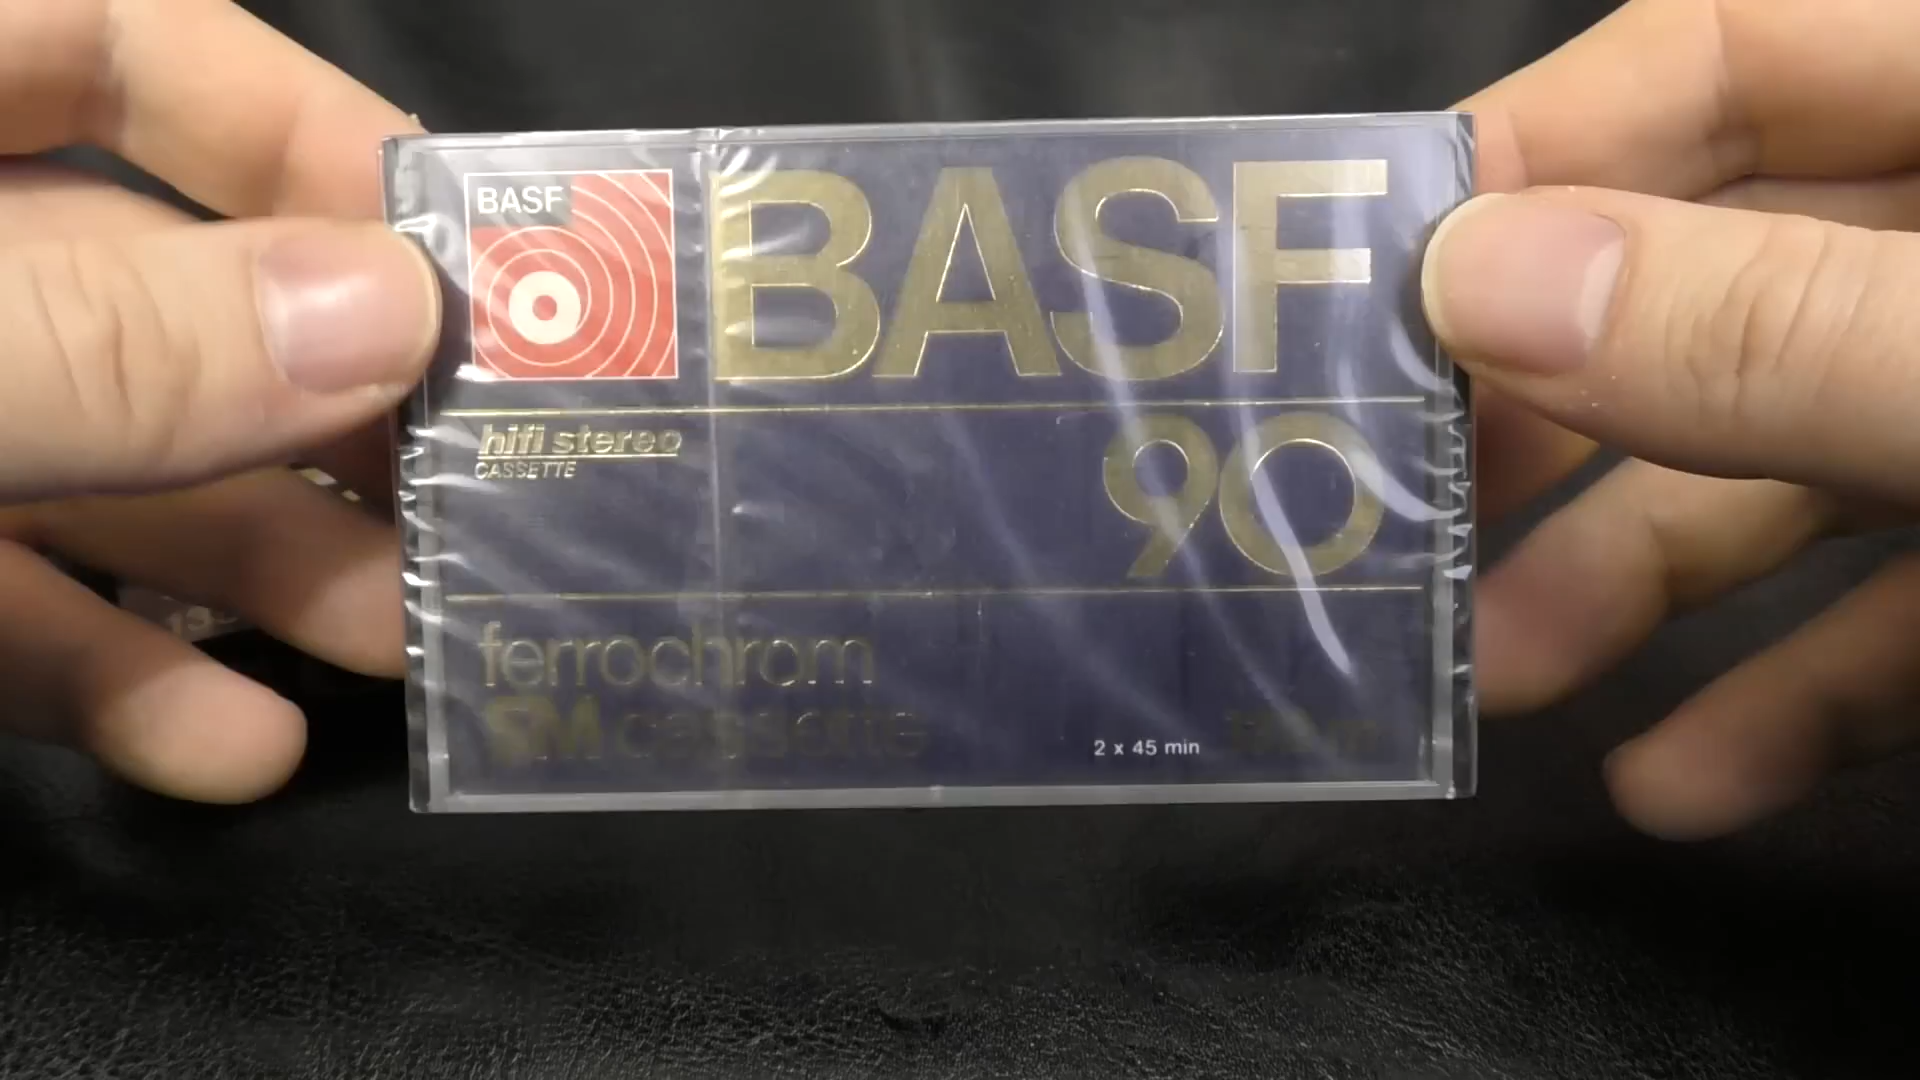 BASF
BASF
hifi stereo
CASSETTE
90
ferrochrom
SM cassette
2 x 45 min